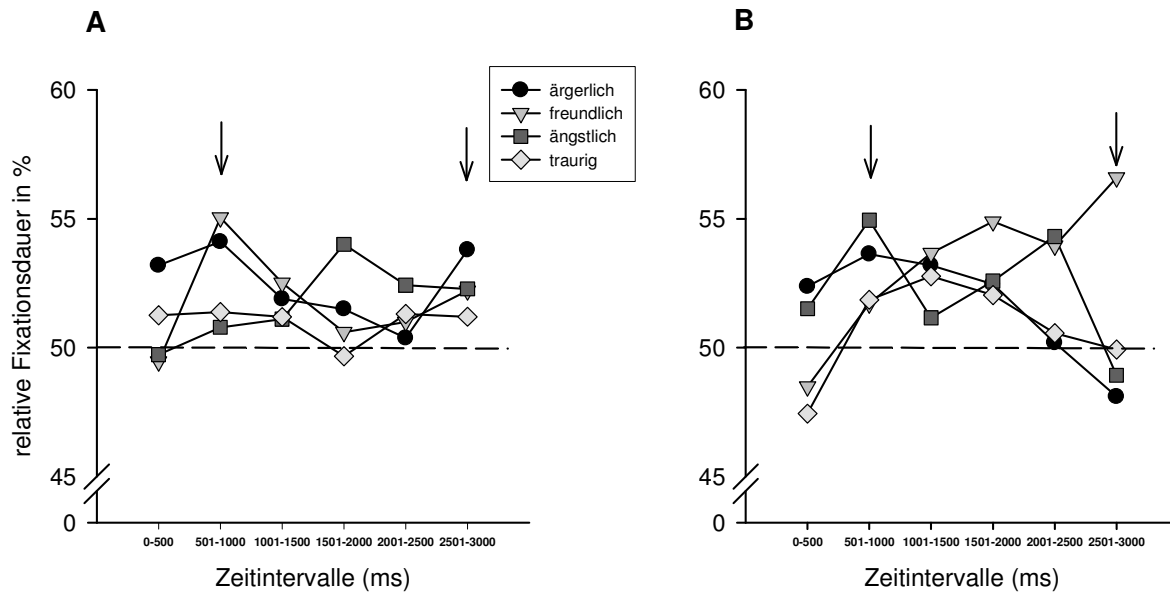 A
60
55
50
45
0
relative Fixationsdauer in %
ärgerlich
freundlich
ängstlich
traurig
0-500 501-1000 1001-1500 1501-2000 2001-2500 2501-3000
Zeitintervalle (ms)
B
60
55
50
45
0
0-500 501-1000 1001-1500 1501-2000 2001-2500 2501-3000
Zeitintervalle (ms)